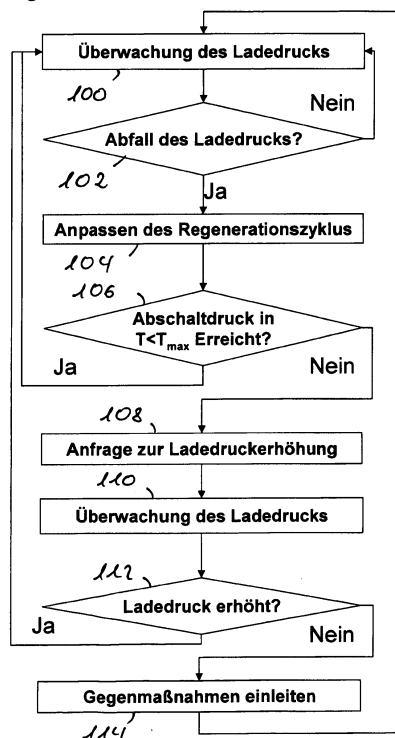 Überwachung des Ladedrucks
100
Nein
Abfall des Ladedrucks?
102
Ja
Anpassen des Regenerationszyklus
104
106
Abschaltdruck in
T<Tmax Erreicht?
Ja
Nein
108
Anfrage zur Ladedruckerhöhung
110
Überwachung des Ladedrucks
112
Ladedruck erhöht?
Ja
Nein
Gegenmaßnahmen einleiten
114